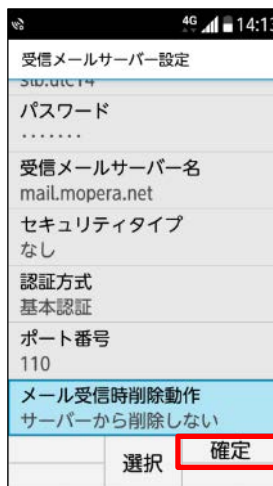 4G 14:13
受信メールサーバー設定
パスワード
·······
受信メールサーバー名
mail.mopera.net
セキュリティタイプ
なし
認証方式
基本認証
ポート番号
110
メール受信時削除動作
サーバーから削除しない
選択
確定